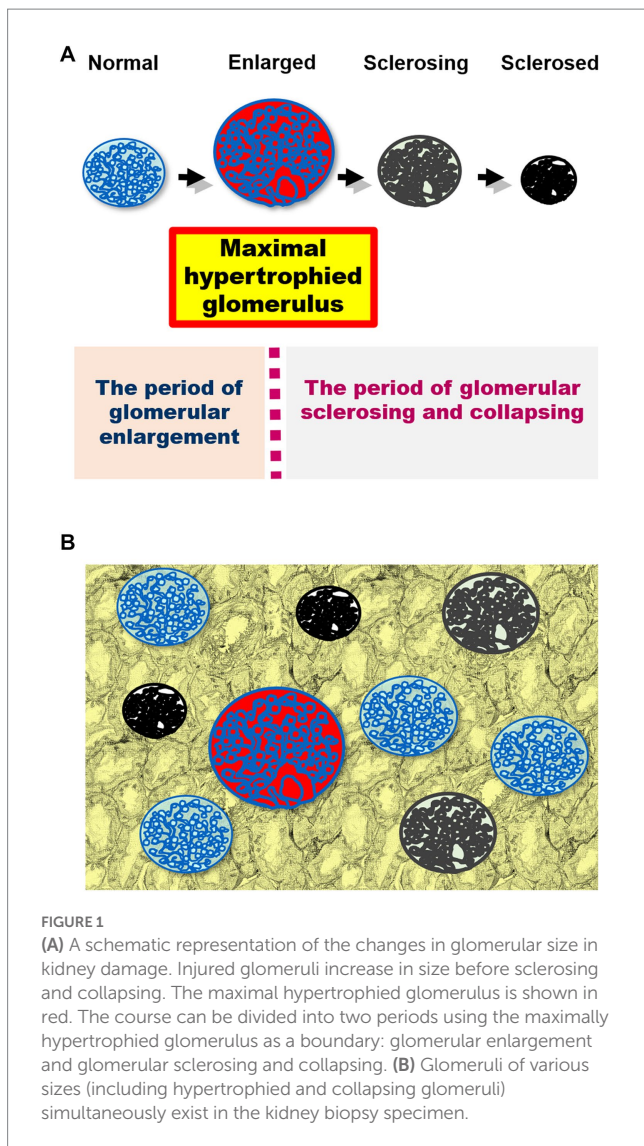 A
Normal Enlarged Sclerosing Sclerosed
Maximal
hypertrophied
glomerulus
The period of
glomerular
enlargement
The period of glomerular
sclerosing and collapsing
B
FIGURE 1
(A) A schematic representation of the changes in glomerular size in
kidney damage. Injured glomeruli increase in size before sclerosing
and collapsing. The maximal hypertrophied glomerulus is shown in
red. The course can be divided into two periods using the maximally
hypertrophied glomerulus as a boundary: glomerular enlargement
and glomerular sclerosing and collapsing. (B) Glomeruli of various
sizes (including hypertrophied and collapsing glomeruli)
simultaneously exist in the kidney biopsy specimen.